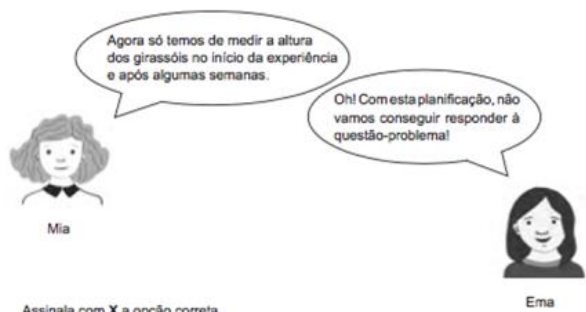 Agora só temos de medir a altura
dos girassóis no início da experiência
e após algumas semanas.
Oh! Com esta planificação, não
vamos conseguir responder à
questão-problema!
Mia
Ema
Assinala com X a opção correta